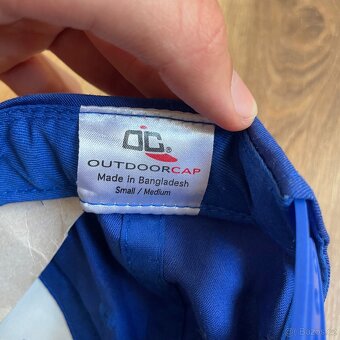 OC
OUTDOORCAP
Made in Bangladesh
Small / Medium